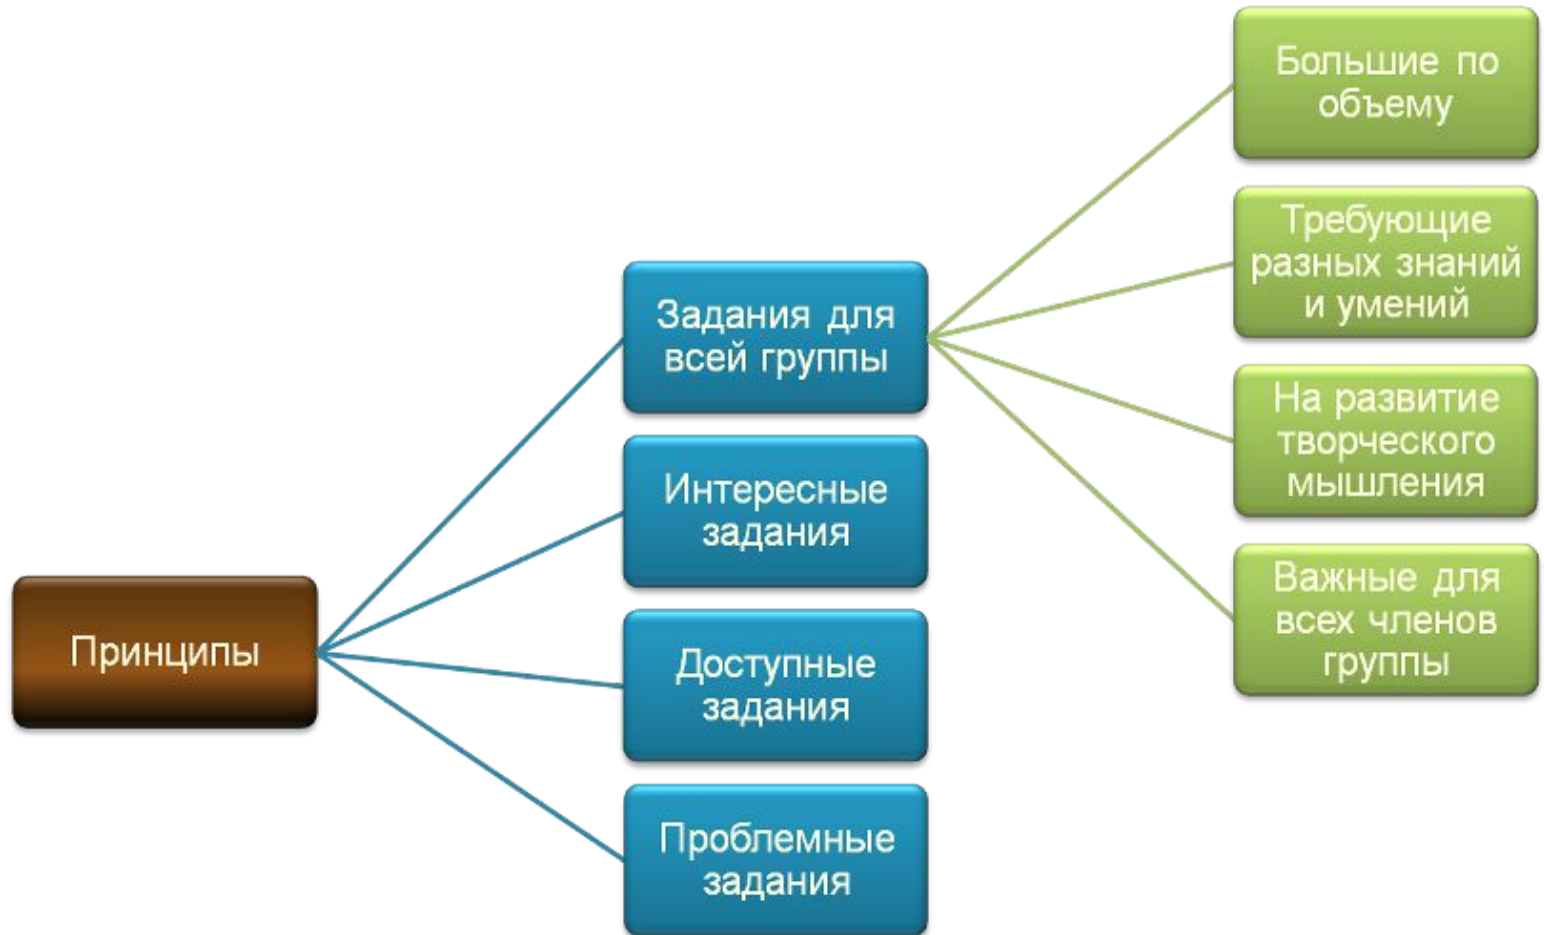 Принципы
Задания для
всей группы
Интересные
задания
Доступные
задания
Проблемные
задания
Большие по
объему
Требующие
разных знаний
и умений
На развитие
творческого
мышления
Важные для
всех членов
группы